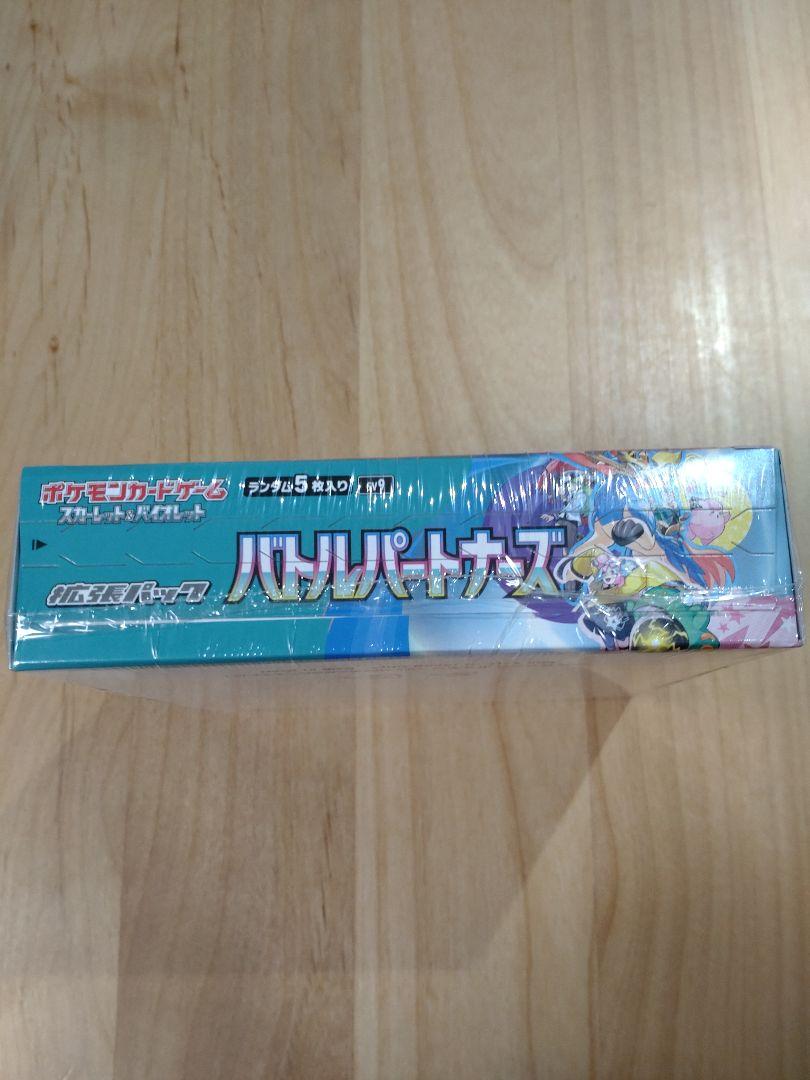 ポケモンカードゲーム
スカーレット&バイオレット
ランダム5枚入り
sv9
拡張パック
バトルパートナーズ